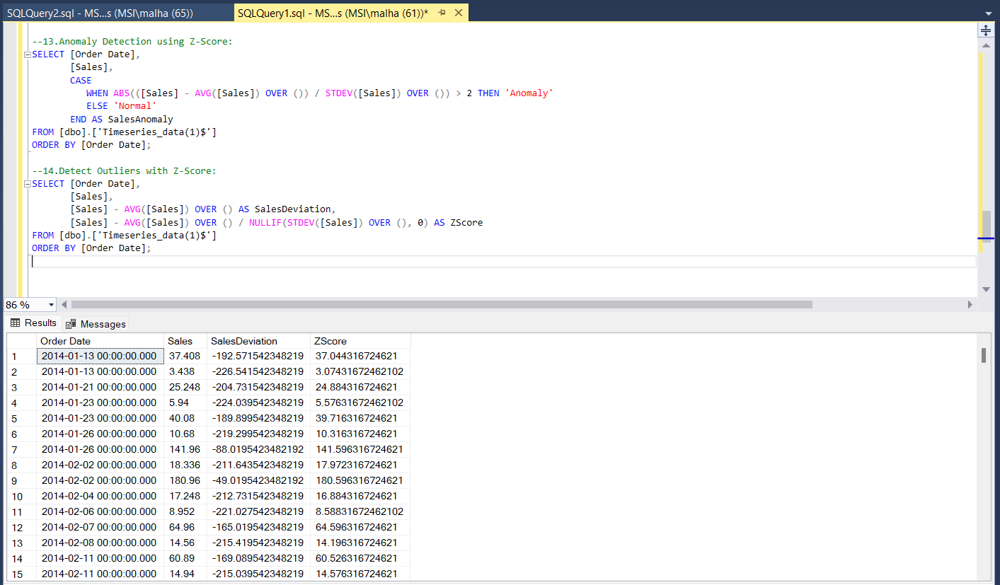 SQLQuery2.sql - MS...s (MSI\malha (65))
SQLQuery1.sql - MS...s (MSI\malha (61))*
--13.Anomaly Detection using Z-Score:
SELECT [Order Date],
[Sales],
CASE
WHEN ABS(([Sales] - AVG([Sales]) OVER ()) / STDEV([Sales]) OVER ()) > 2 THEN 'Anomaly'
ELSE 'Normal'
END AS SalesAnomaly
FROM [dbo].['Timeseries_data(1)$']
ORDER BY [Order Date];
--14.Detect Outliers with Z-Score:
SELECT [Order Date],
[Sales],
[Sales] - AVG([Sales]) OVER () AS SalesDeviation,
[Sales] - AVG([Sales]) OVER () / NULLIF(STDEV([Sales]) OVER (), 0) AS ZScore
FROM [dbo].['Timeseries_data(1)$']
ORDER BY [Order Date];
86 %
Results Messages
Order Date Sales SalesDeviation ZScore
1 2014-01-13 00:00:00.000 37.408 -192.571542348219 37.044316724621
2 2014-01-13 00:00:00.000 3.438 -226.541542348219 3.07431672462102
3 2014-01-21 00:00:00.000 25.248 -204.731542348219 24.884316724621
4 2014-01-23 00:00:00.000 5.94 -224.039542348219 5.57631672462102
5 2014-01-23 00:00:00.000 40.08 -189.899542348219 39.716316724621
6 2014-01-26 00:00:00.000 10.68 -219.299542348219 10.316316724621
7 2014-01-26 00:00:00.000 141.96 -88.0195423482192 141.596316724621
8 2014-02-02 00:00:00.000 18.336 -211.643542348219 17.972316724621
9 2014-02-02 00:00:00.000 180.96 -49.0195423482192 180.596316724621
10 2014-02-04 00:00:00.000 17.248 -212.731542348219 16.884316724621
11 2014-02-06 00:00:00.000 8.952 -221.027542348219 8.58831672462102
12 2014-02-07 00:00:00.000 64.96 -165.019542348219 64.596316724621
13 2014-02-08 00:00:00.000 14.56 -215.419542348219 14.196316724621
14 2014-02-11 00:00:00.000 60.89 -169.089542348219 60.526316724621
15 2014-02-11 00:00:00.000 14.94 -215.039542348219 14.576316724621